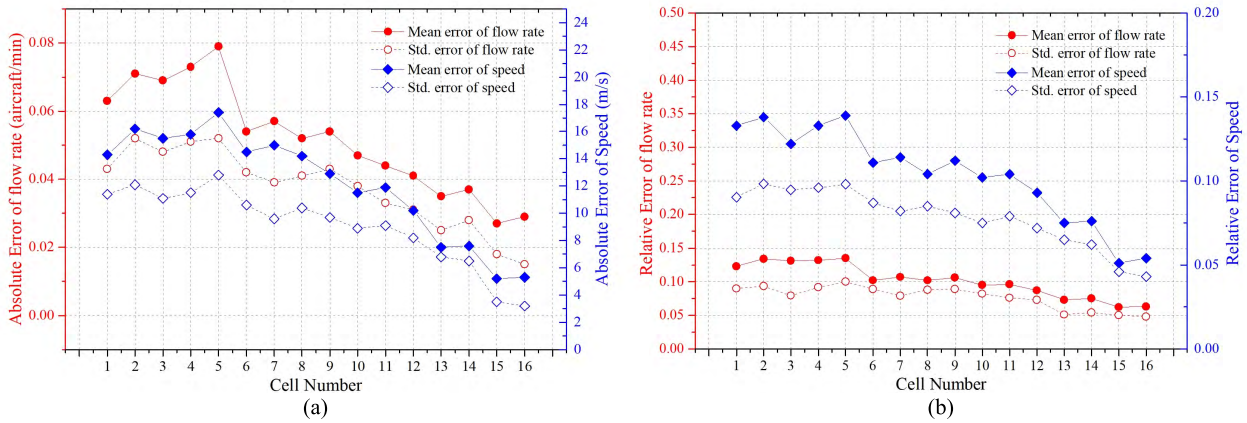 Absolute Error of flow rate (aircraft/min)
0.08
0.06
0.04
0.02
0.00
Mean error of flow rate
Std. error of flow rate
Mean error of speed
Std. error of speed
24
22
20
18
16
14
12
10
8
6
4
2
0
Absolute Error of Speed (m/s)
1 2 3 4 5 6 7 8 9 10 11 12 13 14 15 16
Cell Number
(a)
Relative Error of flow rate
0.50
0.45
0.40
0.35
0.30
0.25
0.20
0.15
0.10
0.05
0.00
Mean error of flow rate
Std. error of flow rate
Mean error of speed
Std. error of speed
0.20
0.15
0.10
0.05
0.00
Relative Error of Speed
1 2 3 4 5 6 7 8 9 10 11 12 13 14 15 16
Cell Number
(b)